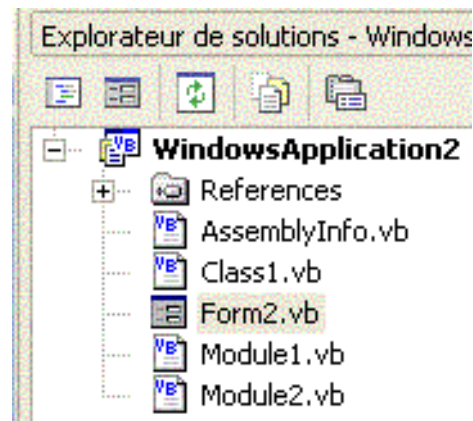 Explorateur de solutions - Windows
WindowsApplication2
References
AssemblyInfo.vb
Class1.vb
Form2.vb
Module1.vb
Module2.vb